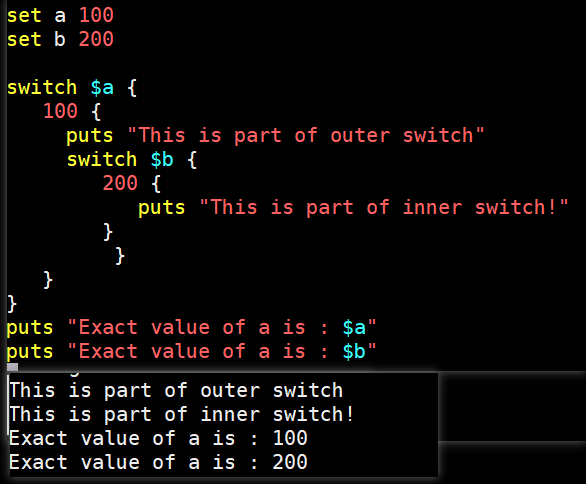 set a 100
set b 200
switch $a {
100 {
puts "This is part of outer switch"
switch $b {
200 {
puts "This is part of inner switch!"
}
}
}
}
puts "Exact value of a is : $a"
puts "Exact value of a is : $b"
This is part of outer switch
This is part of inner switch!
Exact value of a is : 100
Exact value of a is : 200